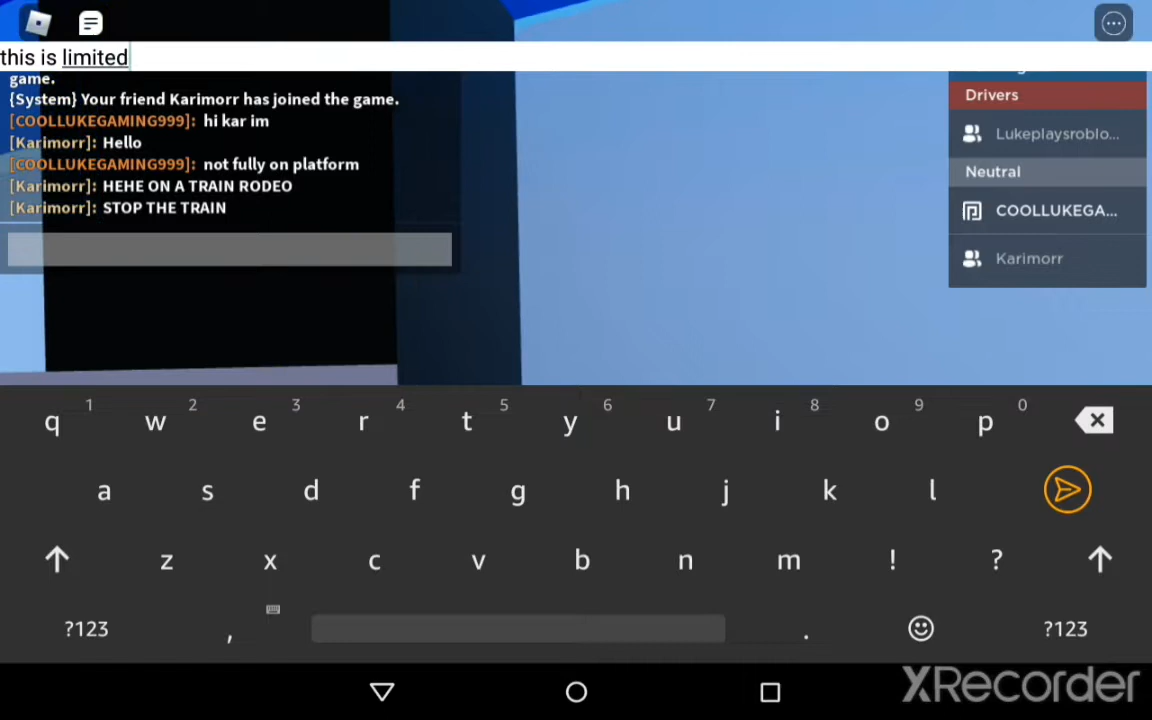 this is limited
game.
{System} Your friend Karimorr has joined the game.
[COOLLUKEGAMING999]: hi kar im
[Karimorr]: Hello
[COOLLUKEGAMING999]: not fully on platform
[Karimorr]: HEHE ON A TRAIN RODEO
[Karimorr]: STOP THE TRAIN
Drivers
Lukeplaysroblo...
Neutral
COOLLUKEGA...
Karimorr
1 2 3 4 5 6 7 8 9 0
q w e r t y u i o p
a s d f g h j k l
z x c v b n m ! ?
?123 , . ?123
XRecorder